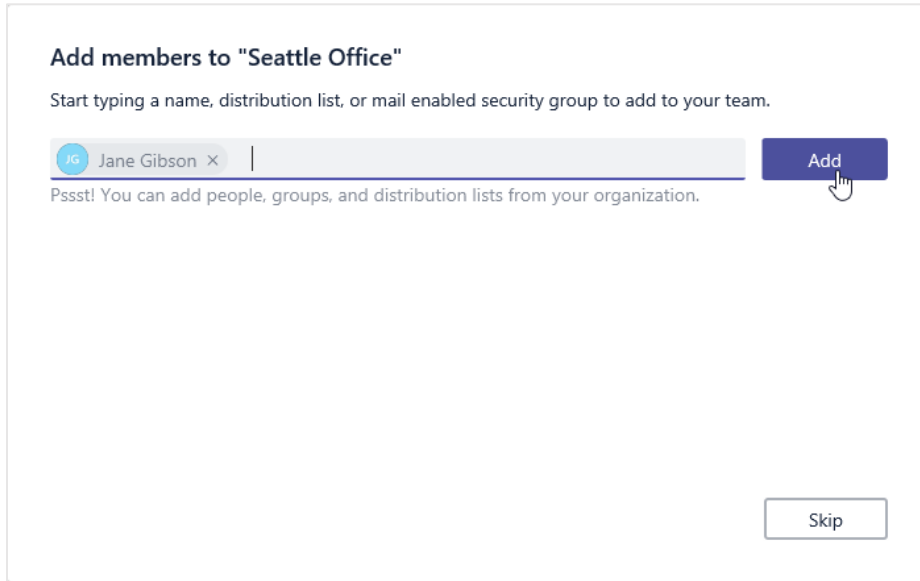 Add members to "Seattle Office"
Start typing a name, distribution list, or mail enabled security group to add to your team.
JG Jane Gibson × Add
Pssst! You can add people, groups, and distribution lists from your organization.
Skip